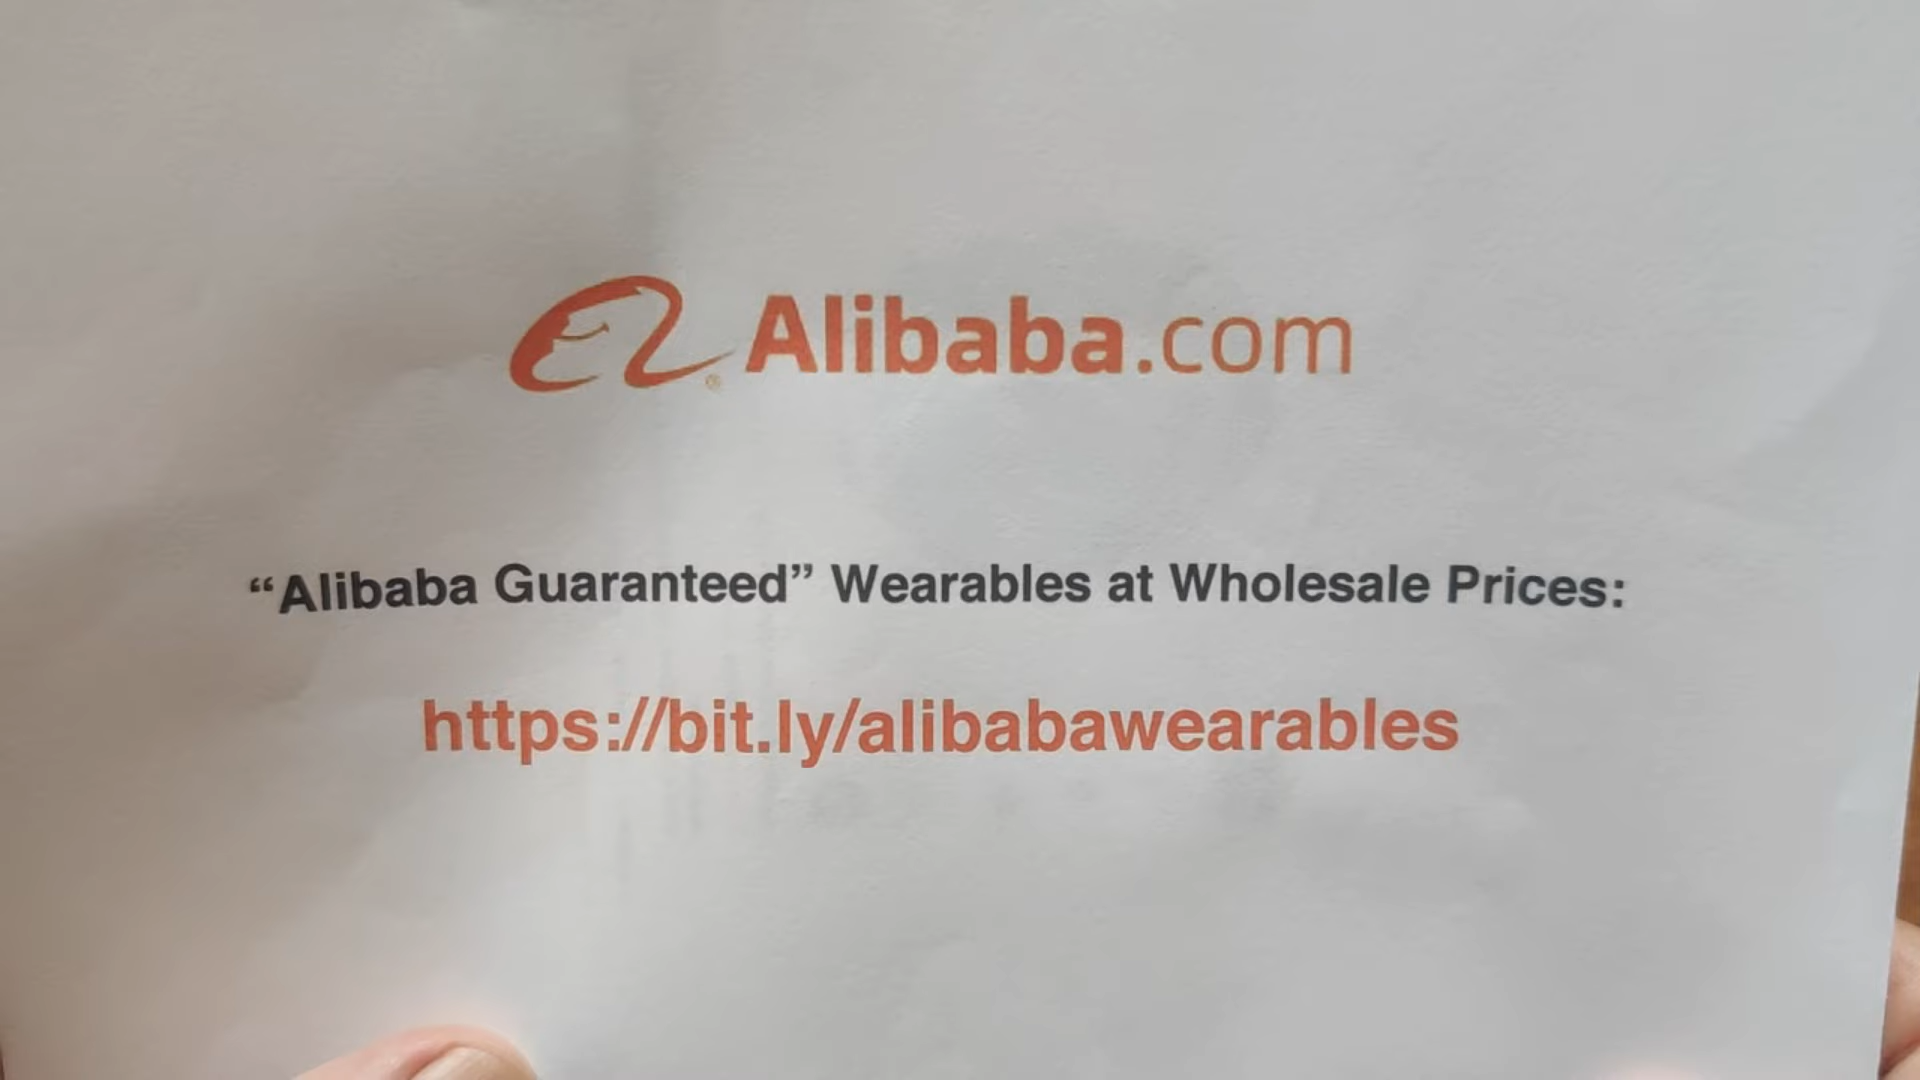 Alibaba.com
“Alibaba Guaranteed” Wearables at Wholesale Prices:
https://bit.ly/alibabawearables